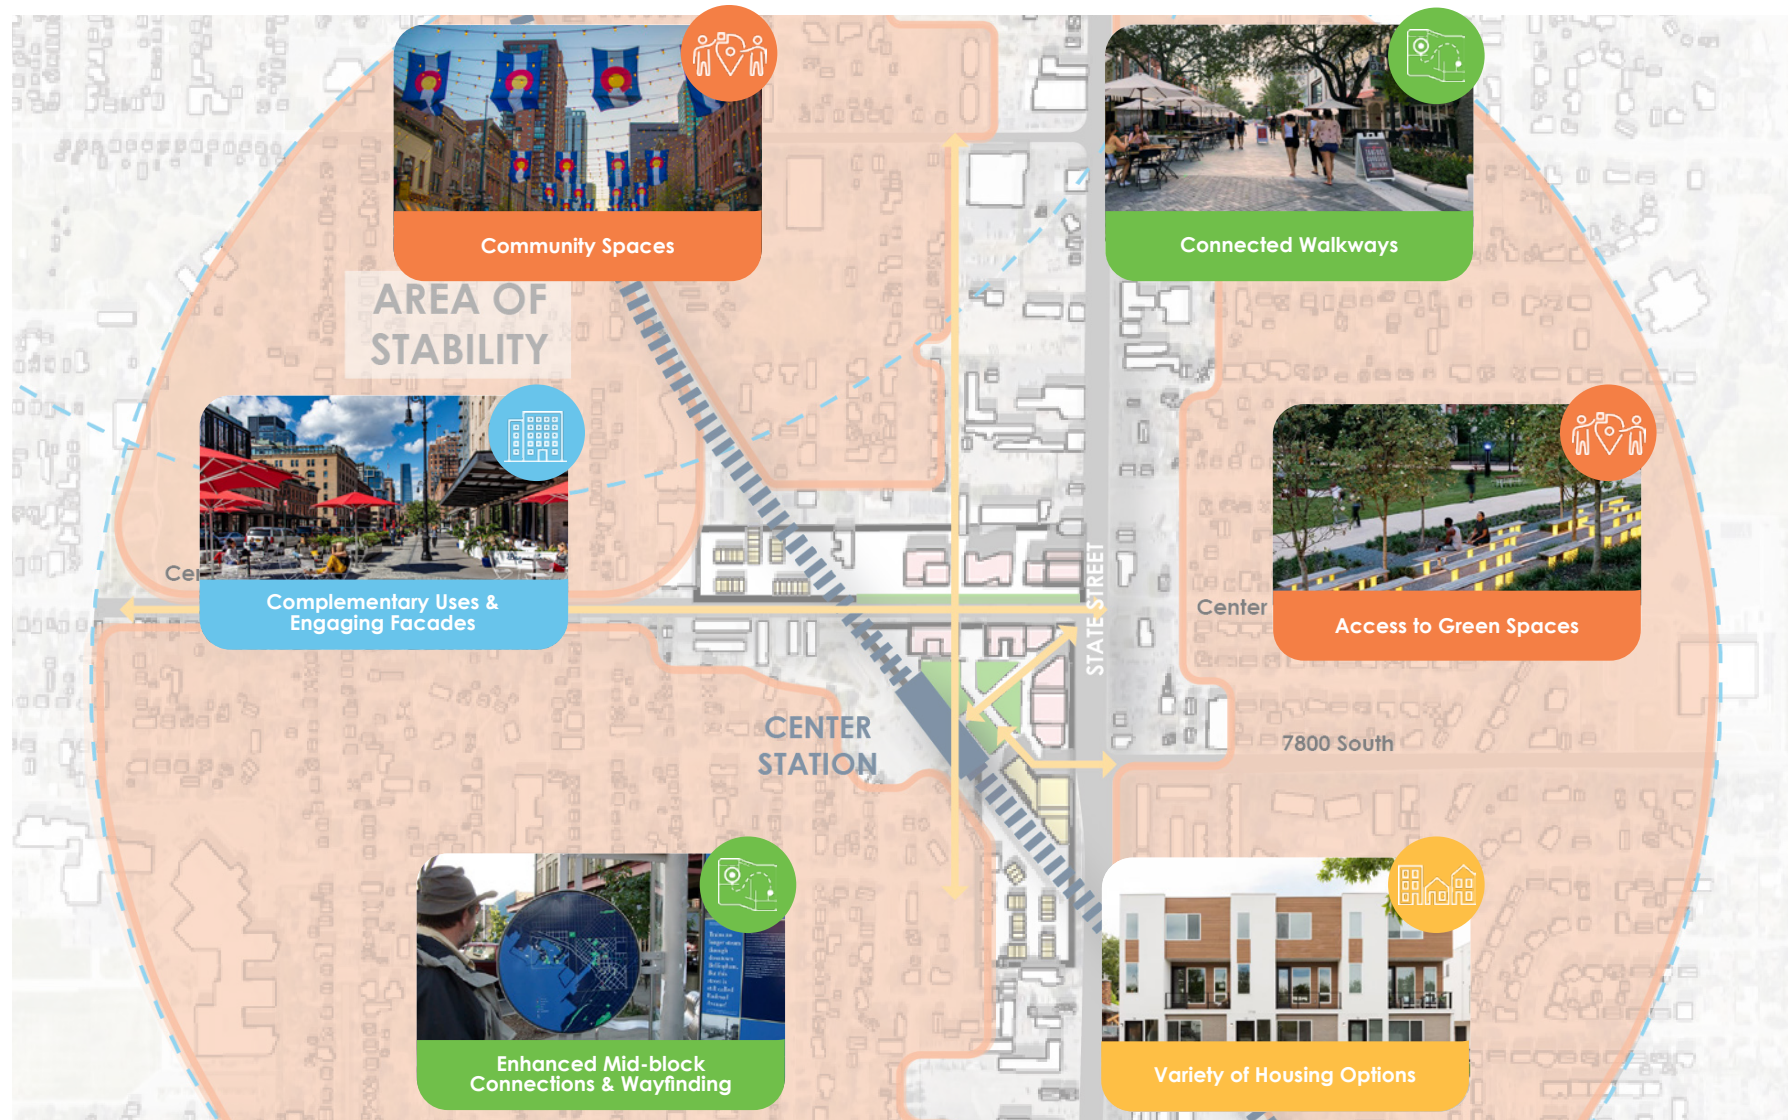 Community Spaces
Connected Walkways
AREA OF
STABILITY
Complementary Uses &
Engaging Facades
STATE STREET
Center
Access to Green Spaces
CENTER
STATION
7800 South
Enhanced Mid-block
Connections & Wayfinding
Variety of Housing Options